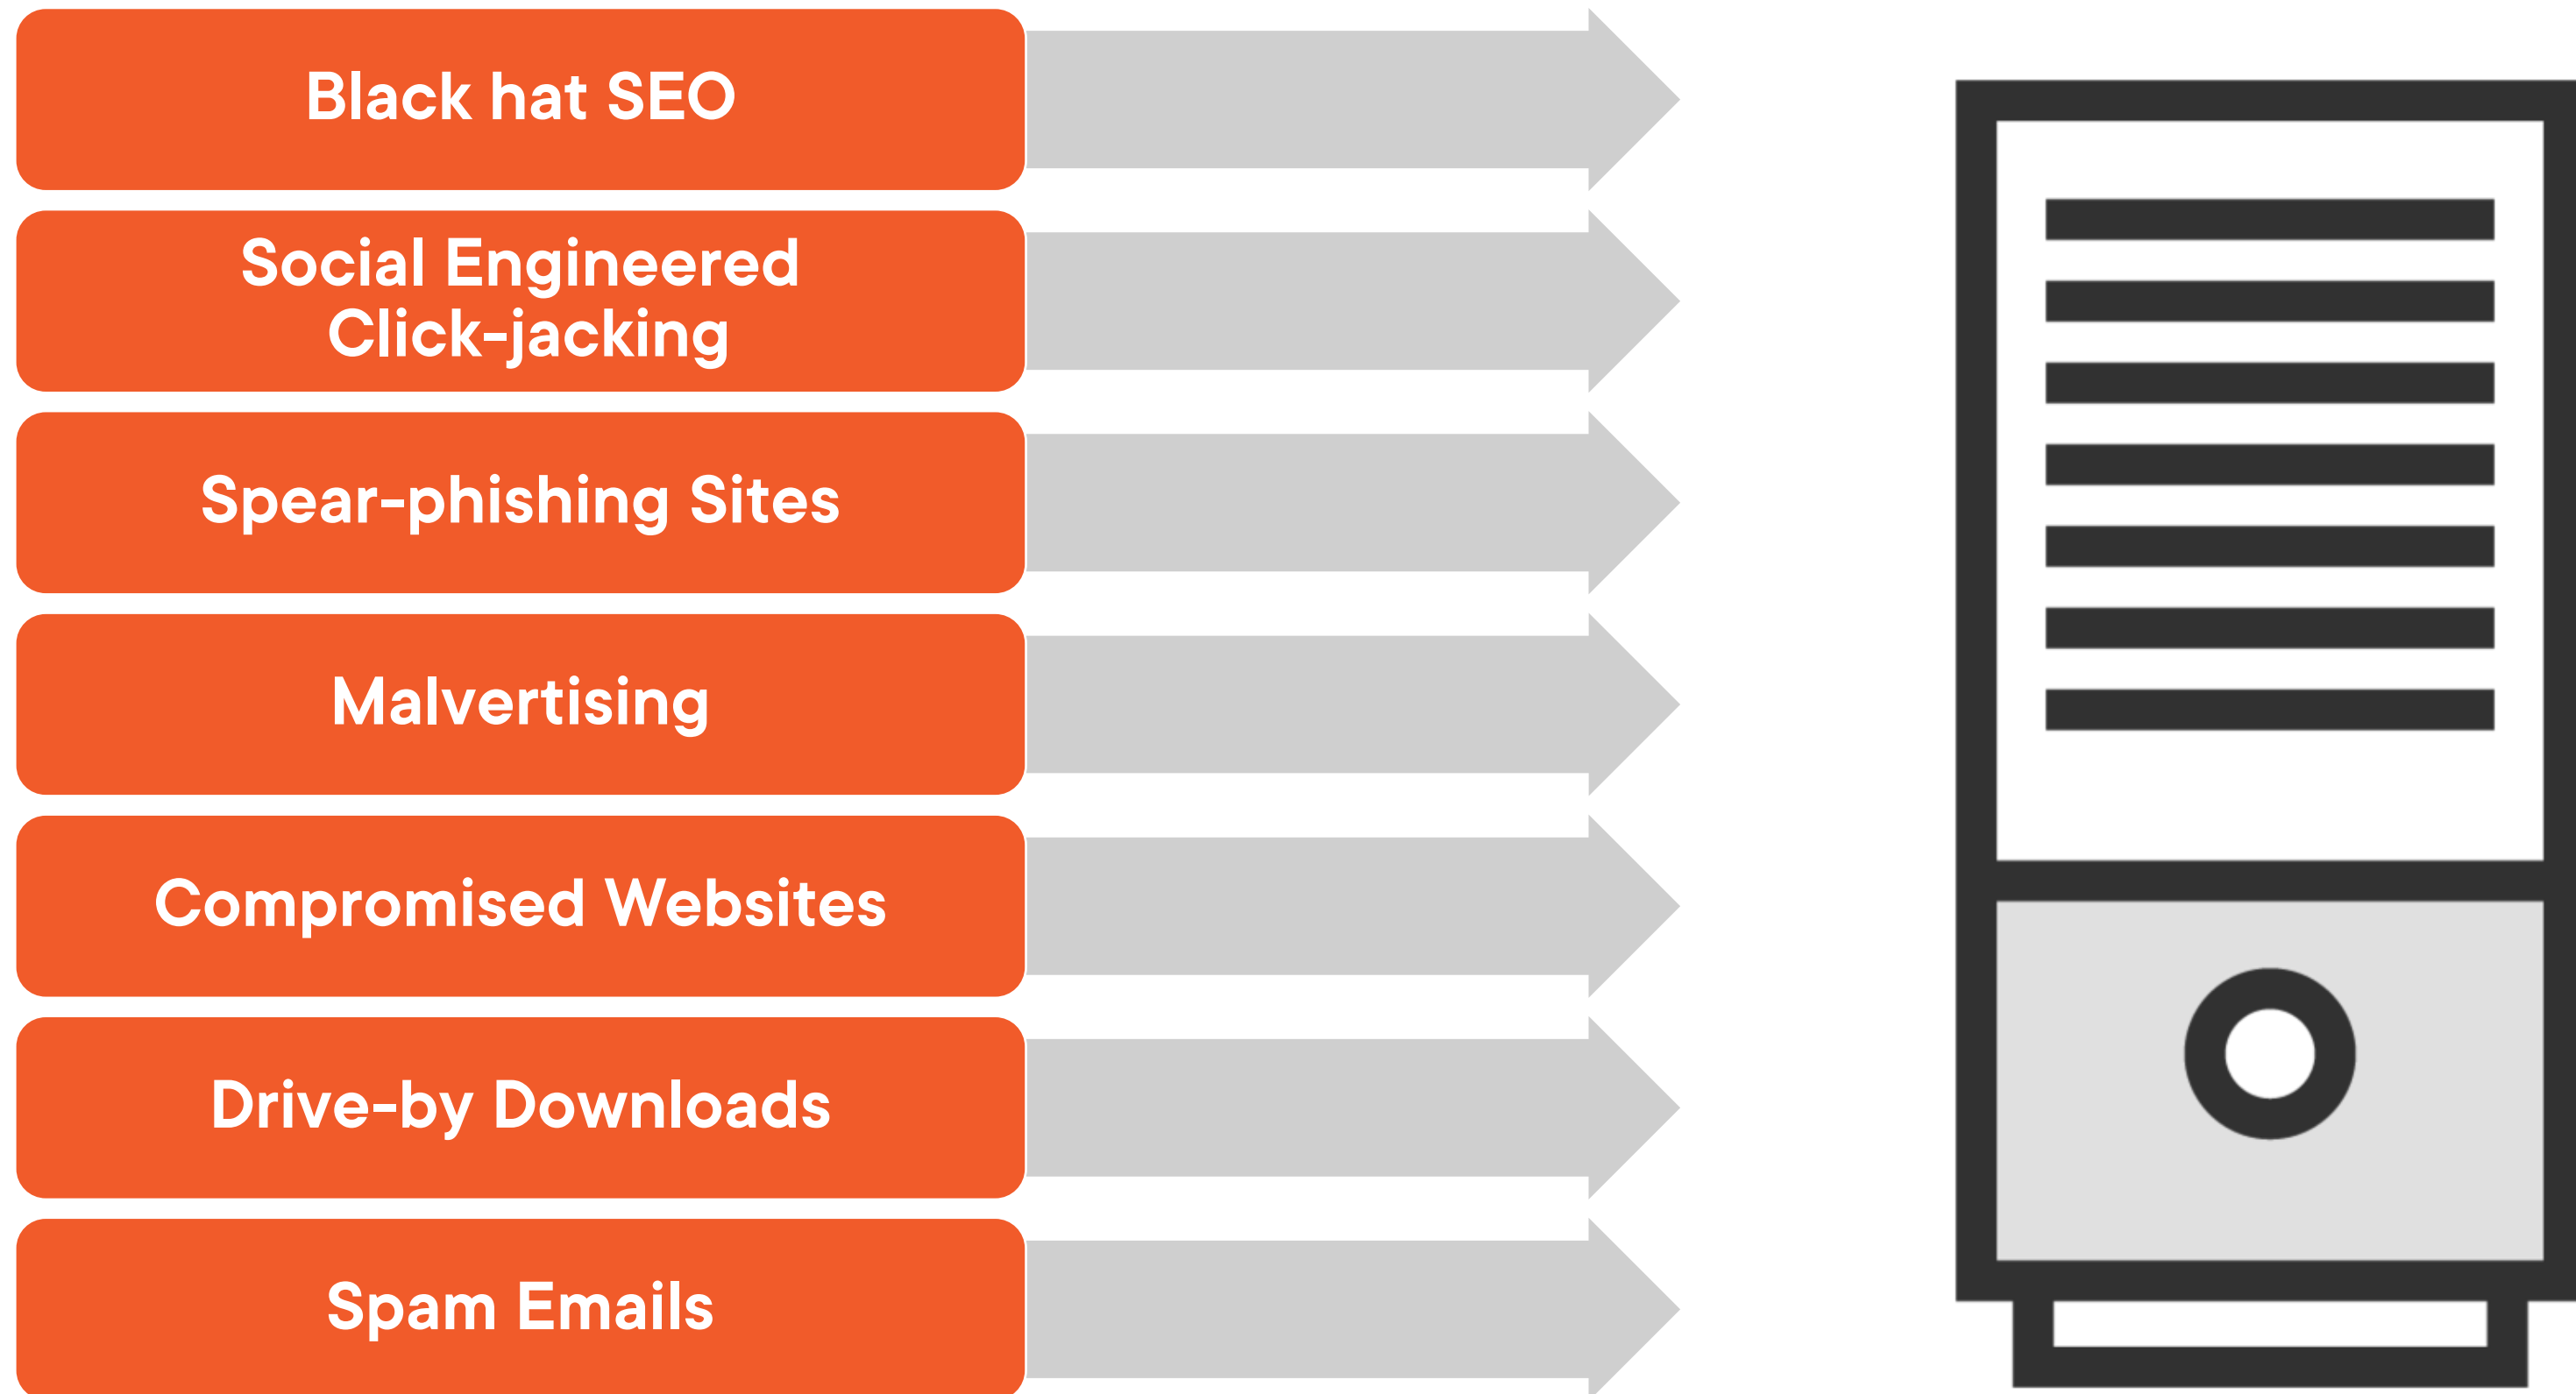 Black hat SEO
Social Engineered
Click-jacking
Spear-phishing Sites
Malvertising
Compromised Websites
Drive-by Downloads
Spam Emails